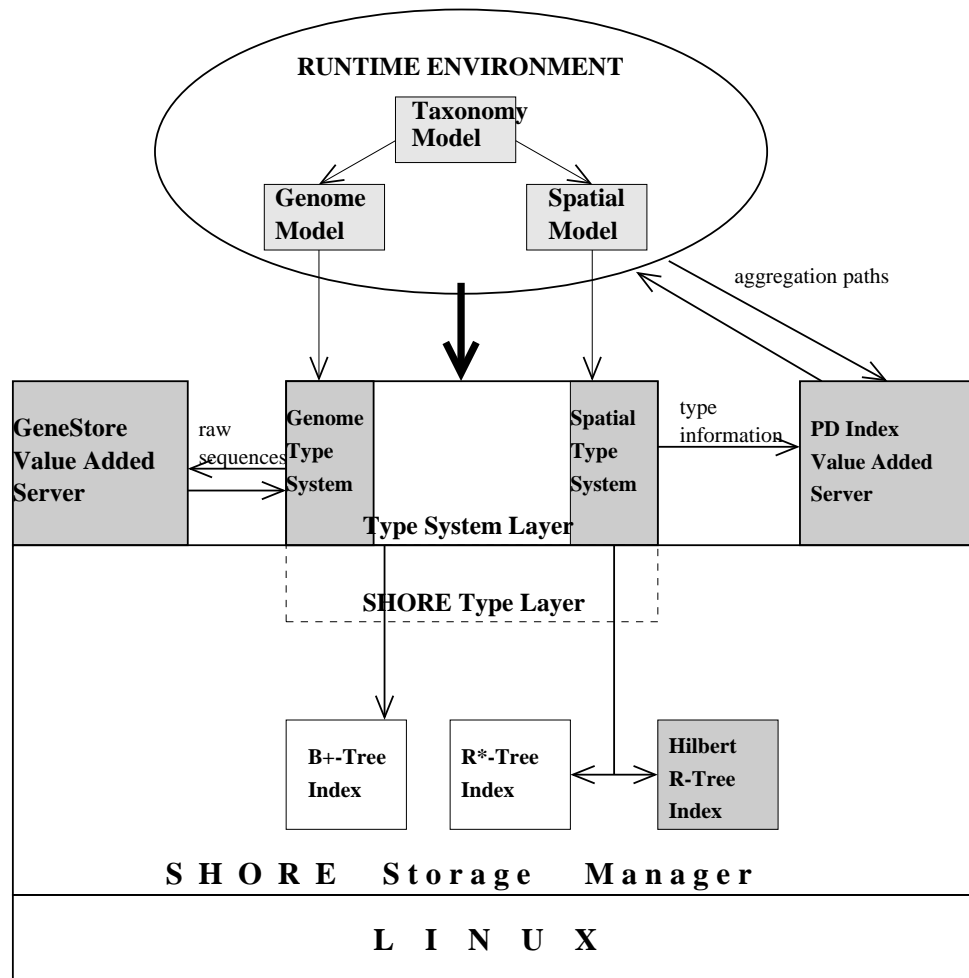 RUNTIME ENVIRONMENT
Taxonomy
Model
Genome
Model
Spatial
Model
aggregation paths
GeneStore
Value Added
Server
raw
sequences
Genome
Type
System
Spatial
Type
System
type
information
PD Index
Value Added
Server
Type System Layer
SHORE Type Layer
B+-Tree
Index
R*-Tree
Index
Hilbert
R-Tree
Index
SHORE Storage Manager
LINUX